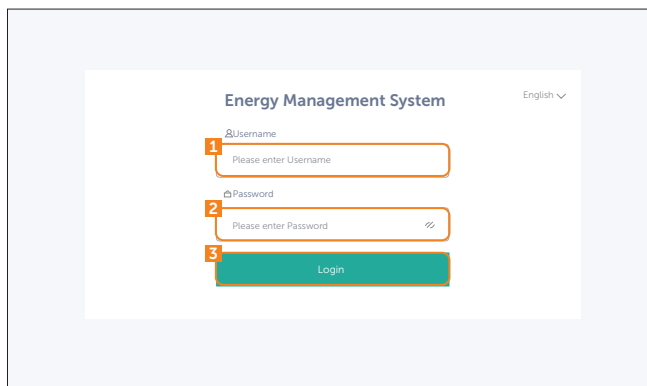 Energy Management System
English
Username
1
Please enter Username
Password
2
Please enter Password
3
Login